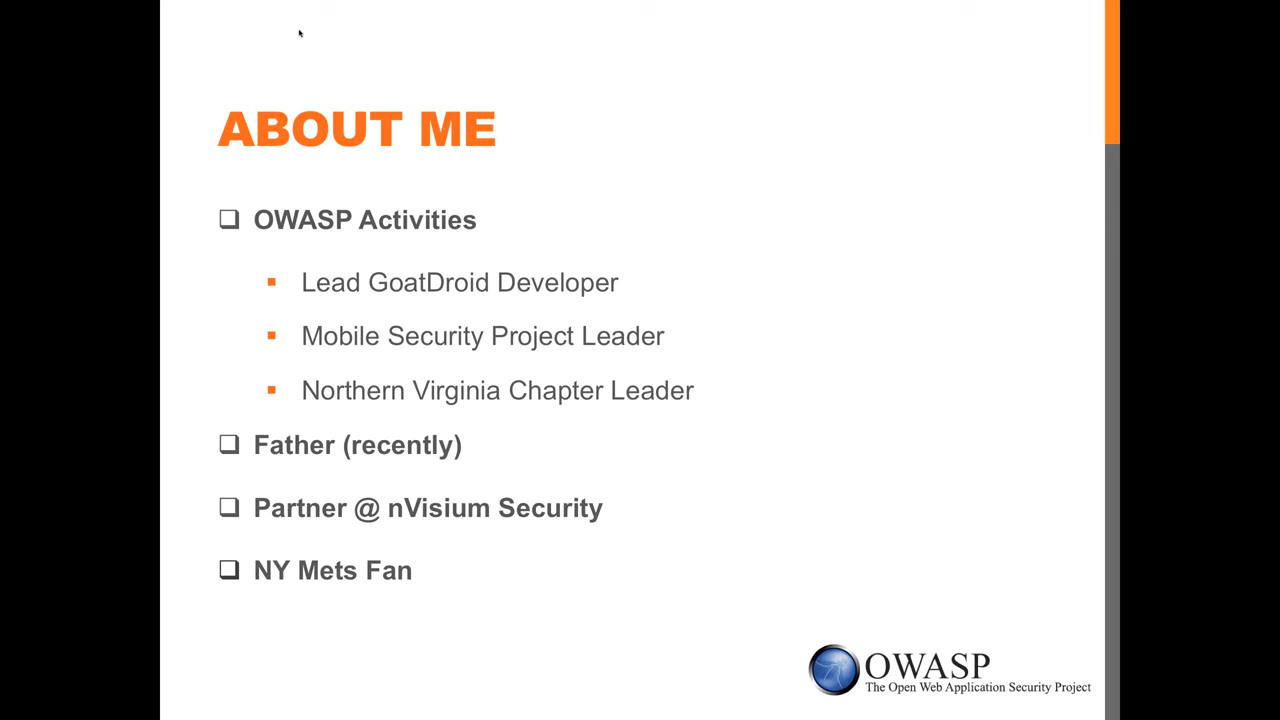 ABOUT ME
OWASP Activities
Lead GoatDroid Developer
Mobile Security Project Leader
Northern Virginia Chapter Leader
Father (recently)
Partner @ nVisium Security
NY Mets Fan
OWASP
The Open Web Application Security Project